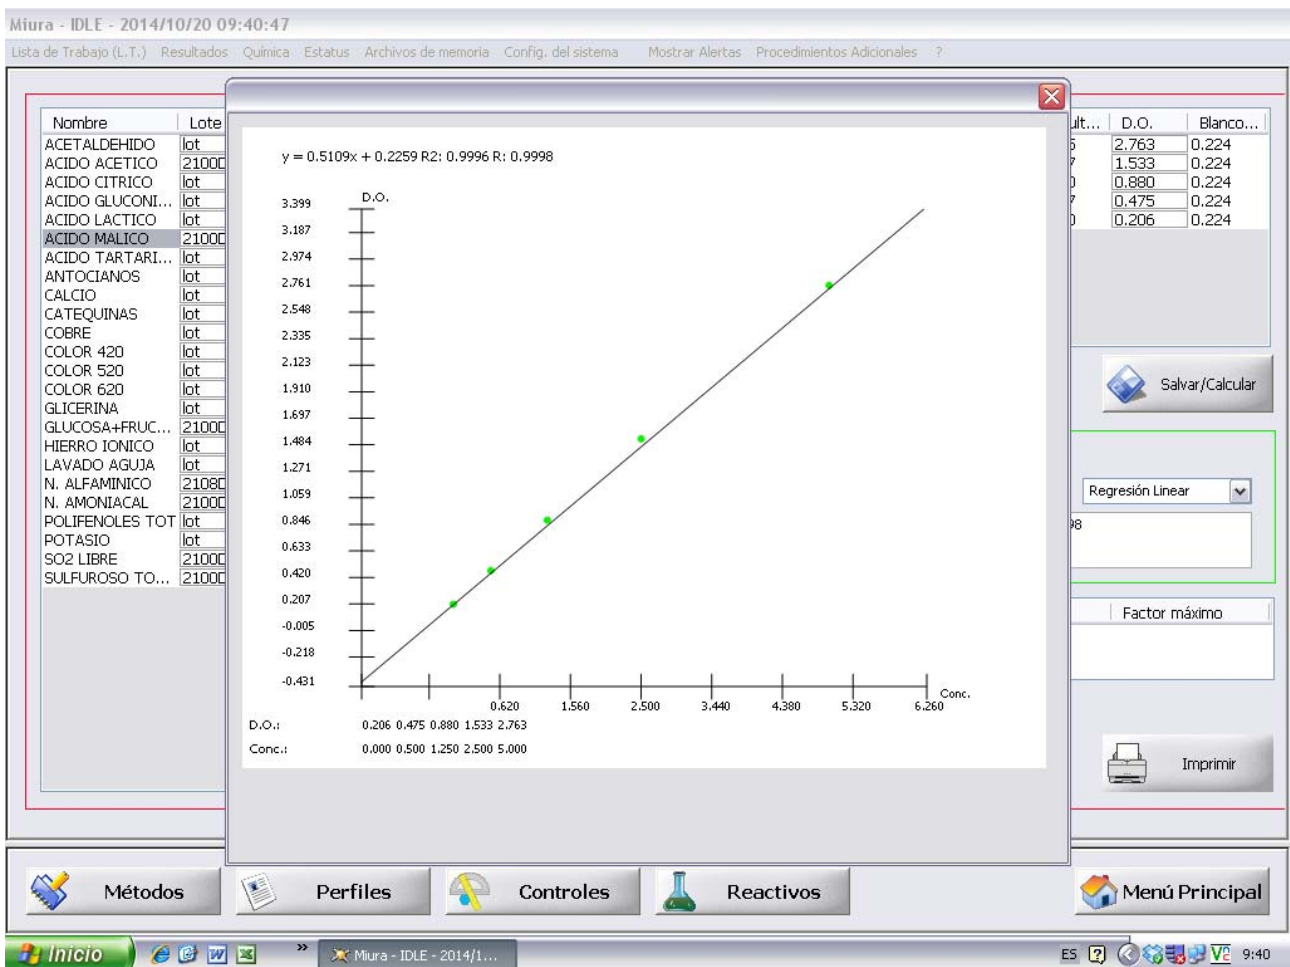 Miura - IDLE - 2014/10/20 09:40:47
Lista de Trabajo (L.T.) Resultados Química Estatus Archivos de memoria Config. del sistema Mostrar Alertas Procedimientos Adicionales ?
Nombre Lote ult... D.O. Blanco...
ACETALDEHIDO lot 2.763 0.224
ACIDO ACETICO 2100D 1.533 0.224
ACIDO CITRICO lot 0.880 0.224
ACIDO GLUCONI... lot 0.475 0.224
ACIDO LACTICO lot 0.206 0.224
ACIDO MALICO 2100D
ACIDO TARTARI... lot
ANTOCIANOS lot
CALCIO lot
CATEQUINAS lot
COBRE lot
COLOR 420 lot
COLOR 520 lot
COLOR 620 lot
GLICERINA lot
GLUCOSA+FRUC... 2100D
HIERRO IONICO lot
LAVADO AGUJA lot
N. ALFAMINICO 2108D
N. AMONIACAL 2100D
POLIFENOLES TOT lot
POTASIO lot
SO2 LIBRE 2100D
SULFUROSO TO... 2100D
y = 0.5109x + 0.2259 R2: 0.9996 R: 0.9998
D.O.
3.399
3.187
2.974
2.761
2.548
2.335
2.123
1.910
1.697
1.484
1.271
1.059
0.846
0.633
0.420
0.207
-0.005
-0.218
-0.431
0.620 1.560 2.500 3.440 4.380 5.320 6.260
Conc.
D.O.: 0.206 0.475 0.880 1.533 2.763
Conc.: 0.000 0.500 1.250 2.500 5.000
Salvar/Calcular
Regresión Linear
98
Factor máximo
Imprimir
Métodos Perfiles Controles Reactivos Menú Principal
Inicio » Miura - IDLE - 2014/1... ES 9:40